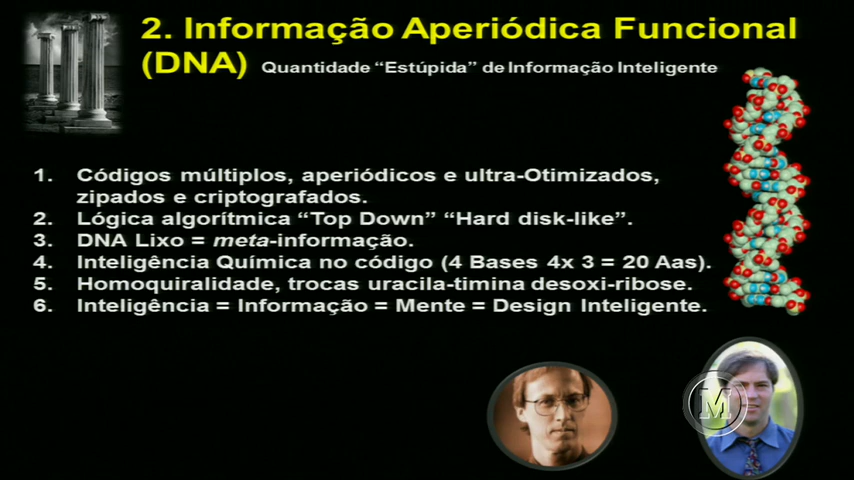 2. Informação Aperiódica Funcional
(DNA) Quantidade “Estúpida” de Informação Inteligente
1. Códigos múltiplos, aperiódicos e ultra-Otimizados,
zipados e criptografados.
2. Lógica algorítmica “Top Down” “Hard disk-like”.
3. DNA Lixo = meta-informação.
4. Inteligência Química no código (4 Bases 4x 3 = 20 Aas).
5. Homoquiralidade, trocas uracila-timina desoxi-ribose.
6. Inteligência = Informação = Mente = Design Inteligente.
M